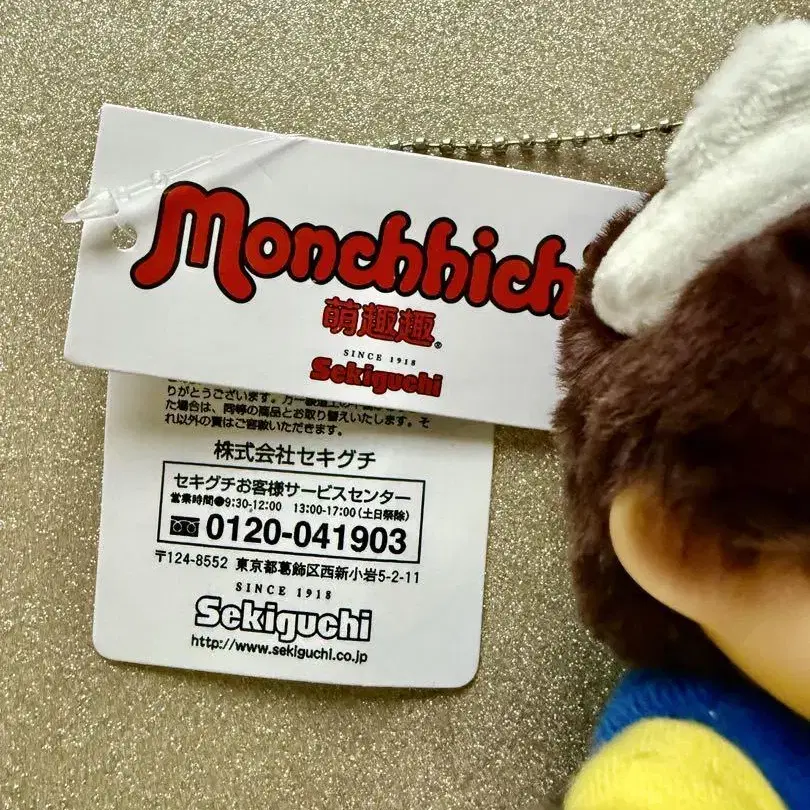 Monchhich
萌趣趣®
SINCE 1918
Sekiguchi
りがとうございます。万一
た場合は、同等の商品とお取り替えいたします。そ
れ以外の責はご容赦いただきます。
株式会社セキグチ
セキグチお客様サービスセンター
営業時間●9:30-12:00 13:00-17:00(土日祭除)
0120-041903
〒124-8552 東京都葛飾区西新小岩5-2-11
SINCE 1918
Sekiguchi
http://www.sekiguchi.co.jp